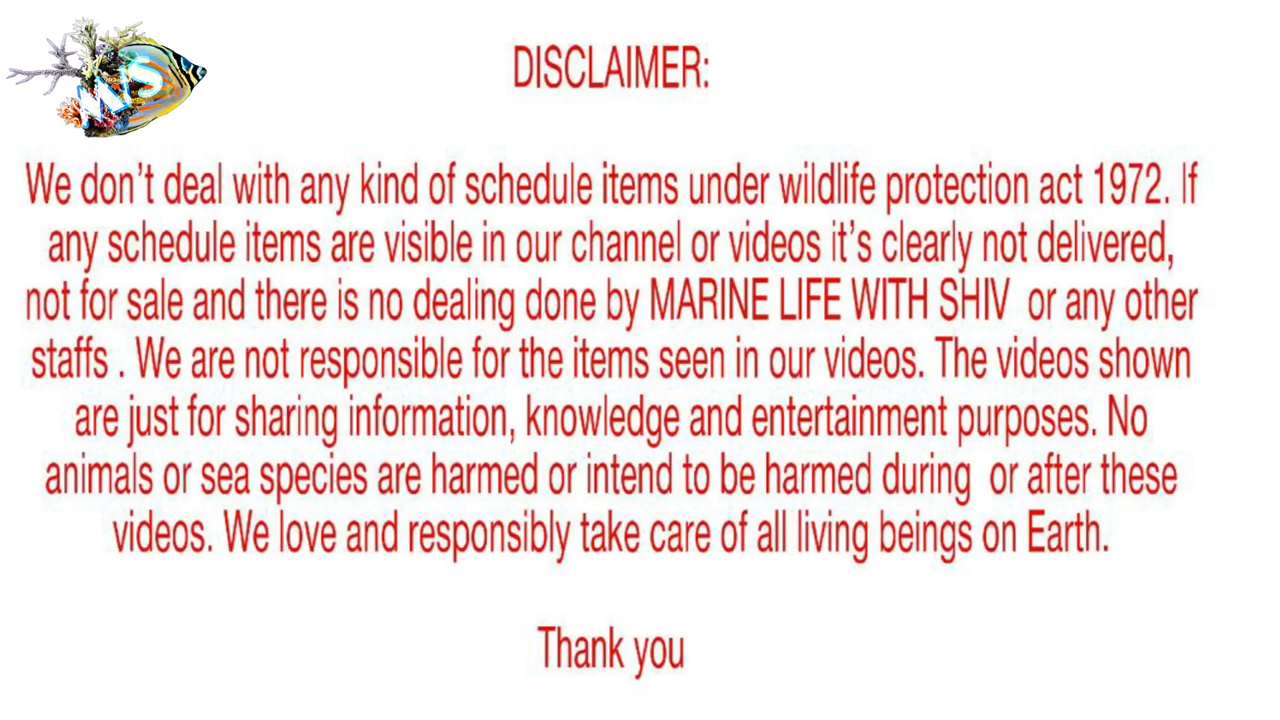 MIS
DISCLAIMER:
We don't deal with any kind of schedule items under wildlife protection act 1972. If
any schedule items are visible in our channel or videos it's clearly not delivered,
not for sale and there is no dealing done by MARINE LIFE WITH SHIV or any other
staffs . We are not responsible for the items seen in our videos. The videos shown
are just for sharing information, knowledge and entertainment purposes. No
animals or sea species are harmed or intend to be harmed during or after these
videos. We love and responsibly take care of all living beings on Earth.
Thank you